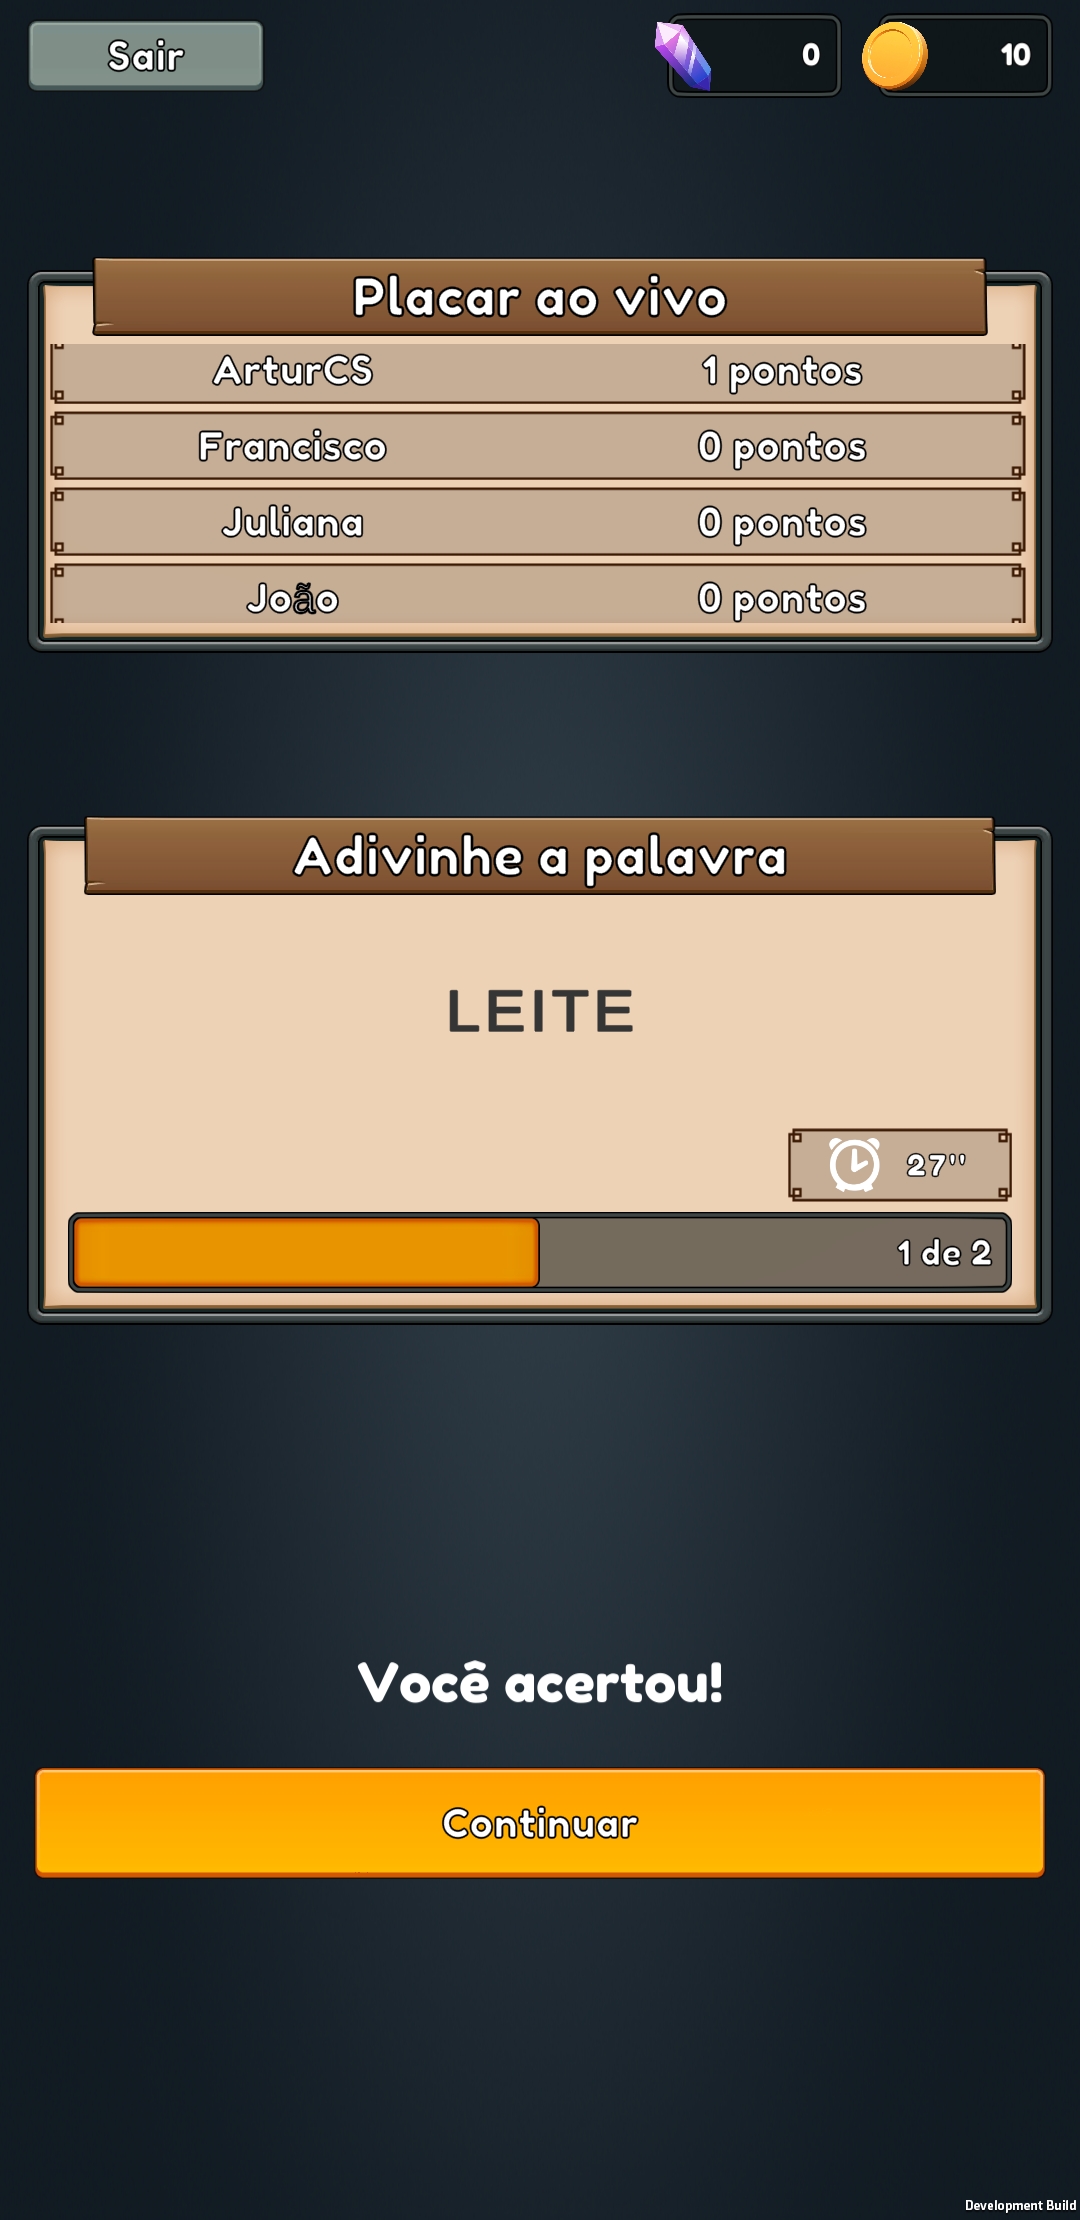 Sair
0
10
Placar ao vivo
ArturCS 1 pontos
Francisco 0 pontos
Juliana 0 pontos
João 0 pontos
Adivinhe a palavra
LEITE
27''
1 de 2
Você acertou!
Continuar
Development Build